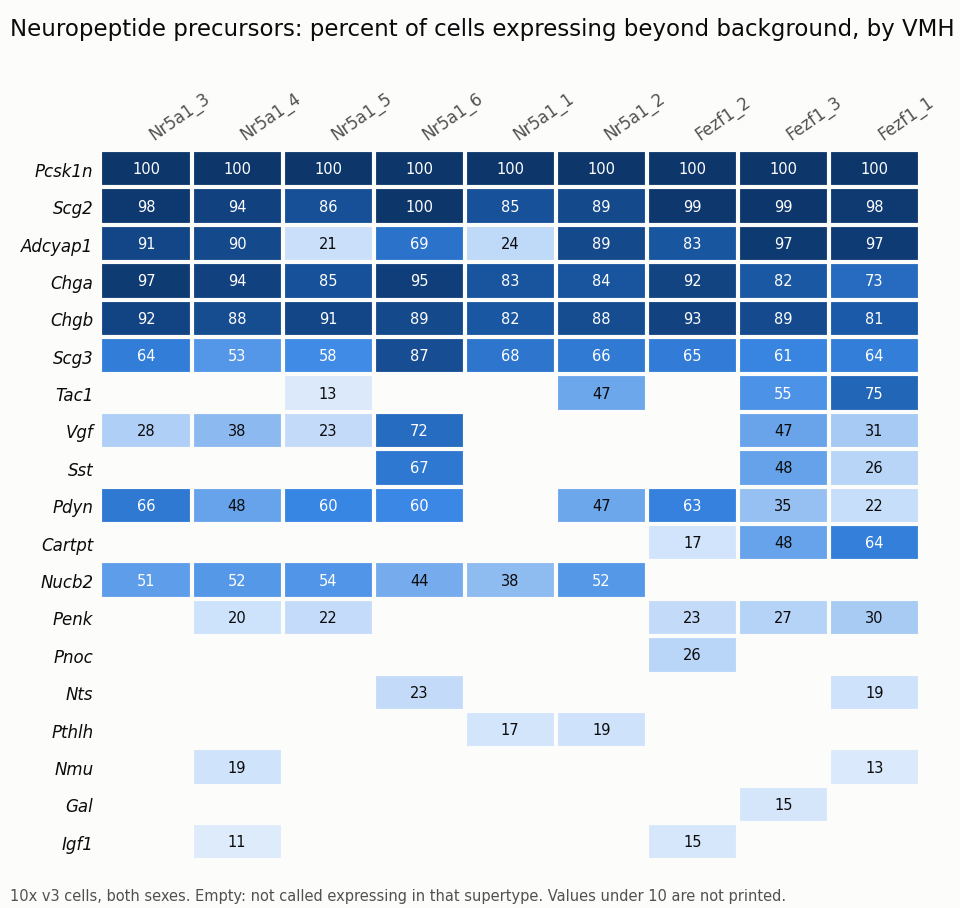 Neuropeptide precursors: percent of cells expressing beyond background, by VMH
Nr5a1_3 Nr5a1_4 Nr5a1_5 Nr5a1_6 Nr5a1_1 Nr5a1_2 Fezf1_2 Fezf1_3 Fezf1_1
Pcsk1n 100 100 100 100 100 100 100 100 100
Scg2 98 94 86 100 85 89 99 99 98
Adcyap1 91 90 21 69 24 89 83 97 97
Chga 97 94 85 95 83 84 92 82 73
Chgb 92 88 91 89 82 88 93 89 81
Scg3 64 53 58 87 68 66 65 61 64
Tac1 13 47 55 75
Vgf 28 38 23 72 47 31
Sst 67 48 26
Pdyn 66 48 60 60 47 63 35 22
Cartpt 17 48 64
Nucb2 51 52 54 44 38 52
Penk 20 22 23 27 30
Pnoc 26
Nts 23 19
Pthlh 17 19
Nmu 19 13
Gal 15
Igf1 11 15
10x v3 cells, both sexes. Empty: not called expressing in that supertype. Values under 10 are not printed.